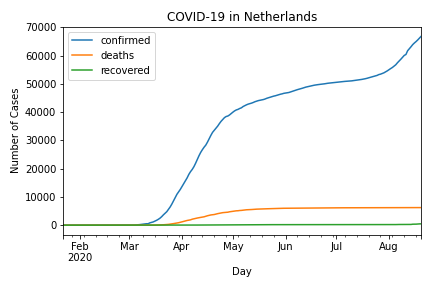 COVID-19 in Netherlands
70000
60000
50000
40000
30000
20000
10000
0
Number of Cases
confirmed
deaths
recovered
Feb Mar Apr May Jun Jul Aug
2020
Day